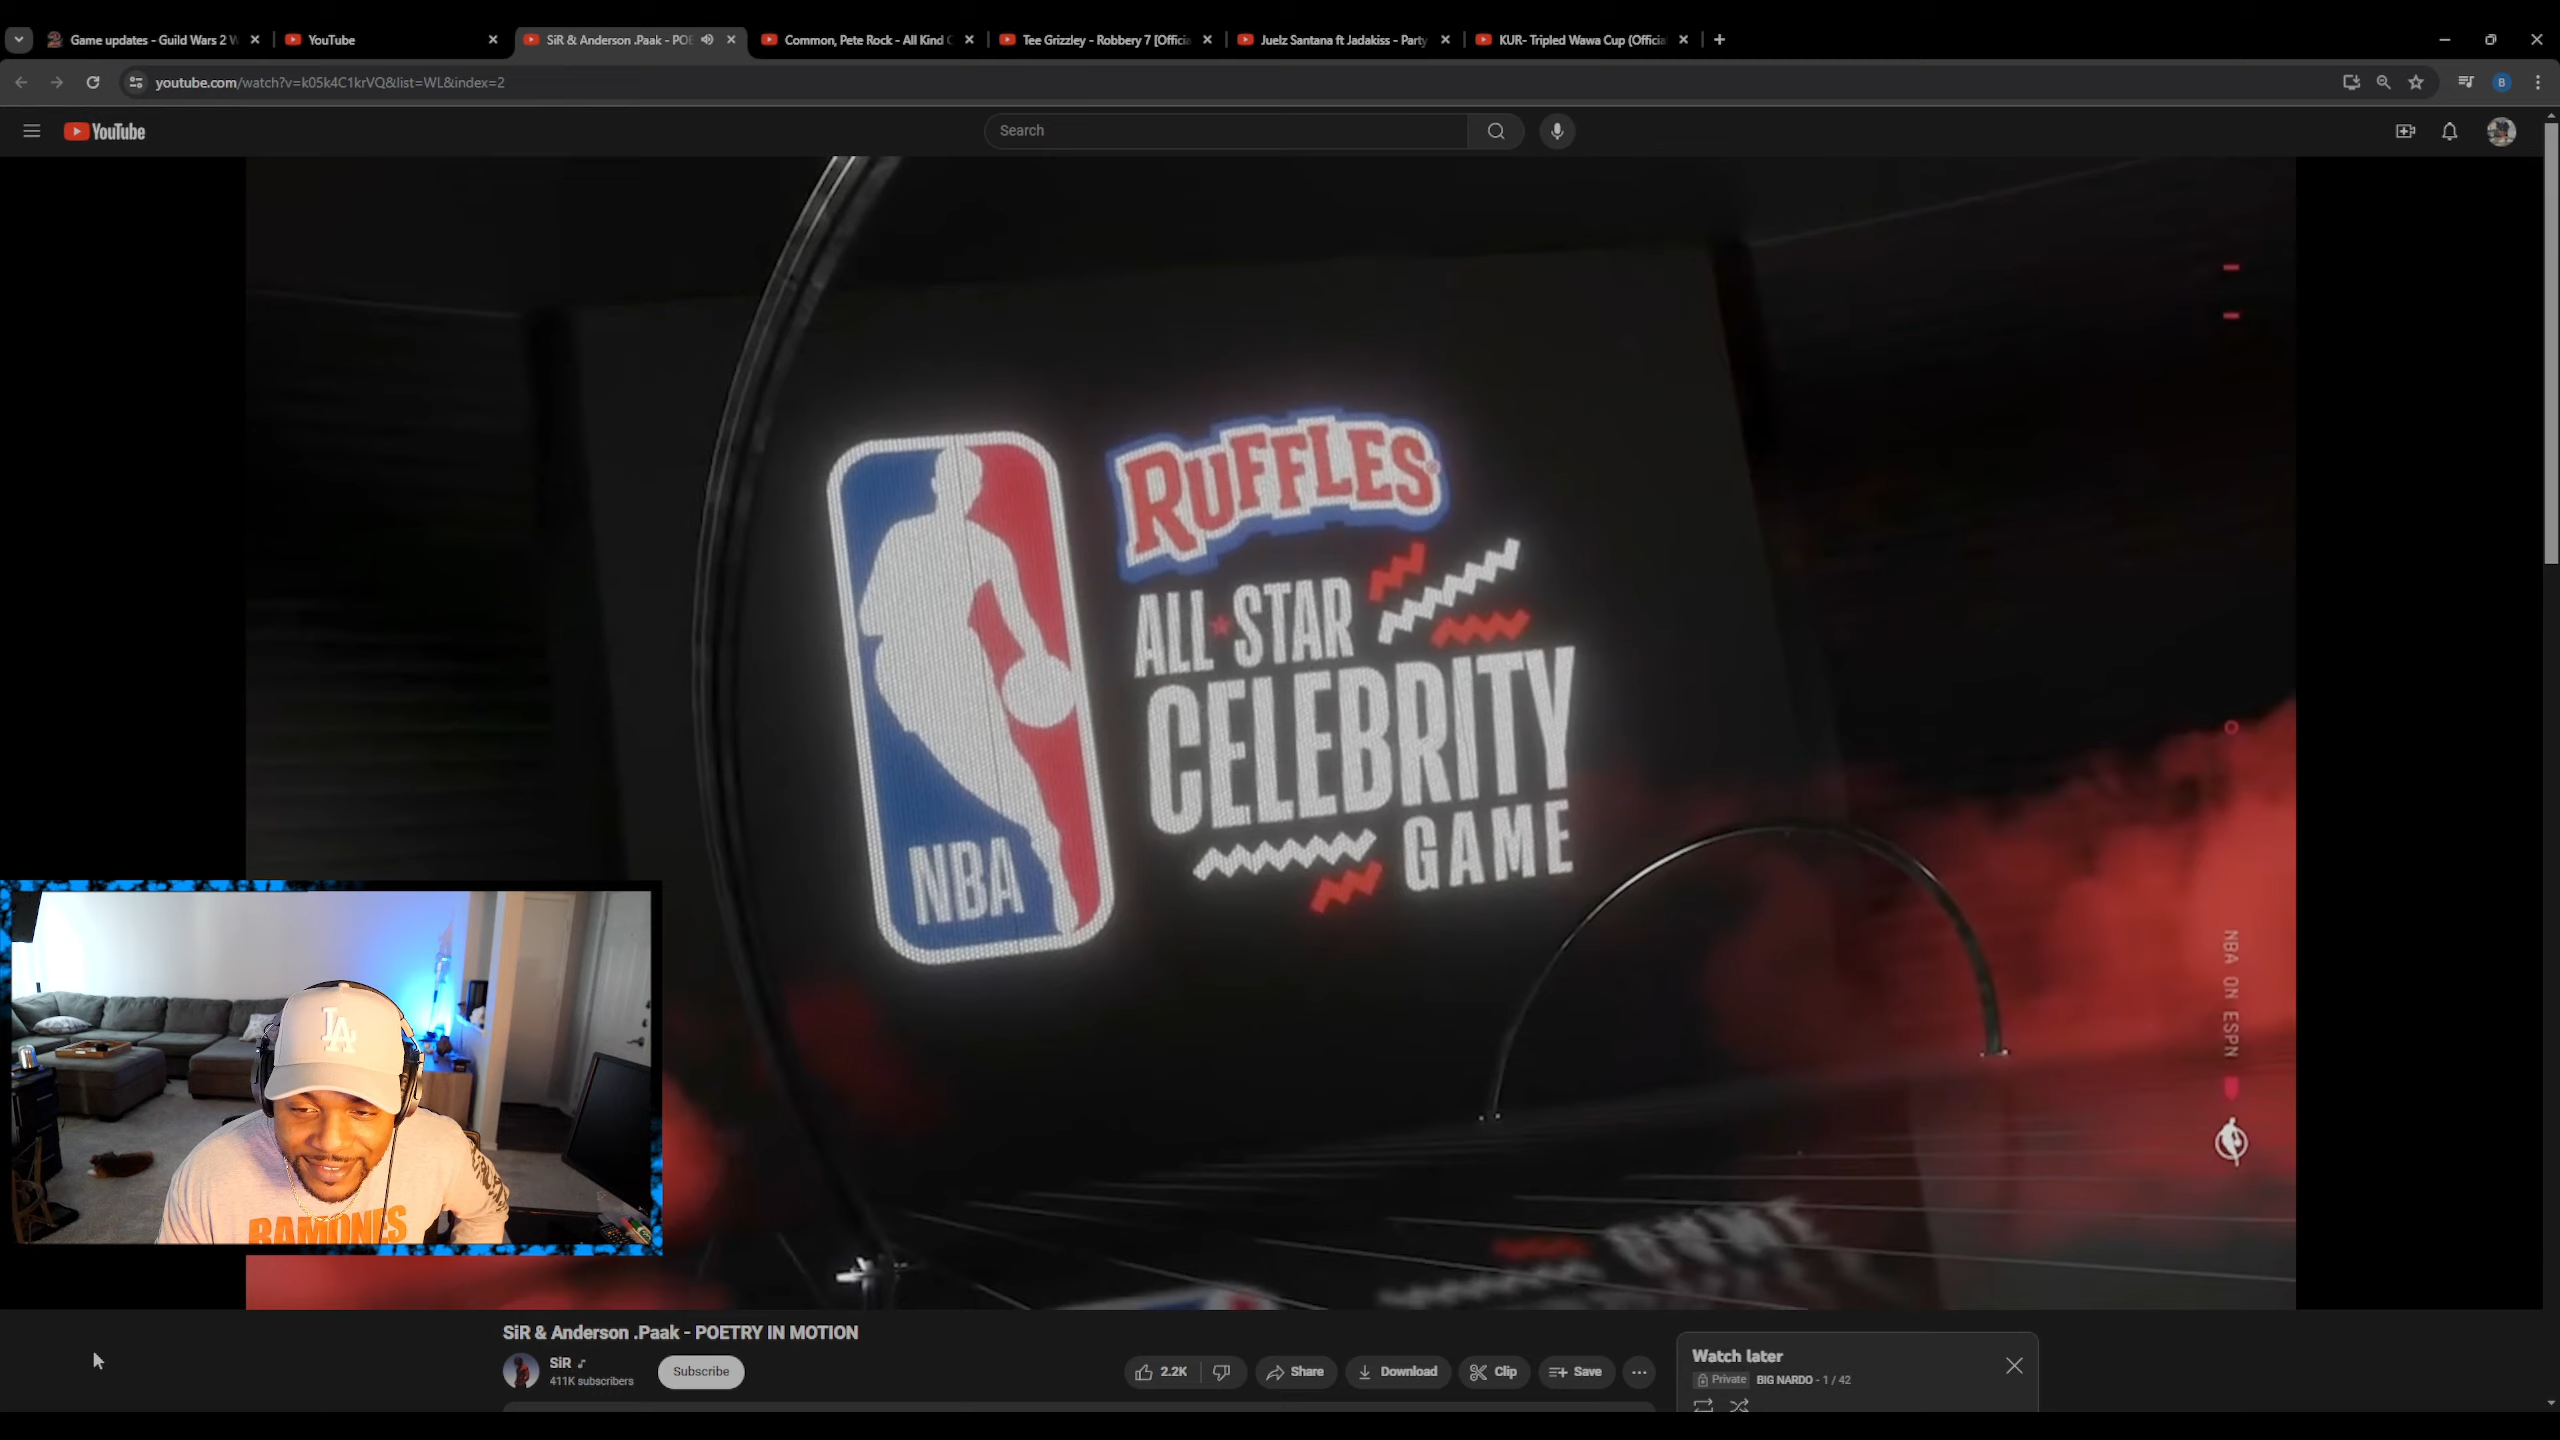 Game updates - Guild Wars 2 W
YouTube
SiR & Anderson .Paak - POE
Common, Pete Rock - All Kind O
Tee Grizzley - Robbery 7 [Officia
Juelz Santana ft Jadakiss - Party
KUR- Tripled Wawa Cup (Officia
youtube.com/watch?v=k05k4C1krVQ&list=WL&index=2
B
YouTube
Search
RUFFLES
ALL★STAR
CELEBRITY
GAME
NBA
NBA ON ESPN
LA
RAMONES
SiR & Anderson .Paak - POETRY IN MOTION
SiR
411K subscribers
Subscribe
2.2K
Share
Download
Clip
Save
Watch later
Private BIG NARDO - 1 / 42